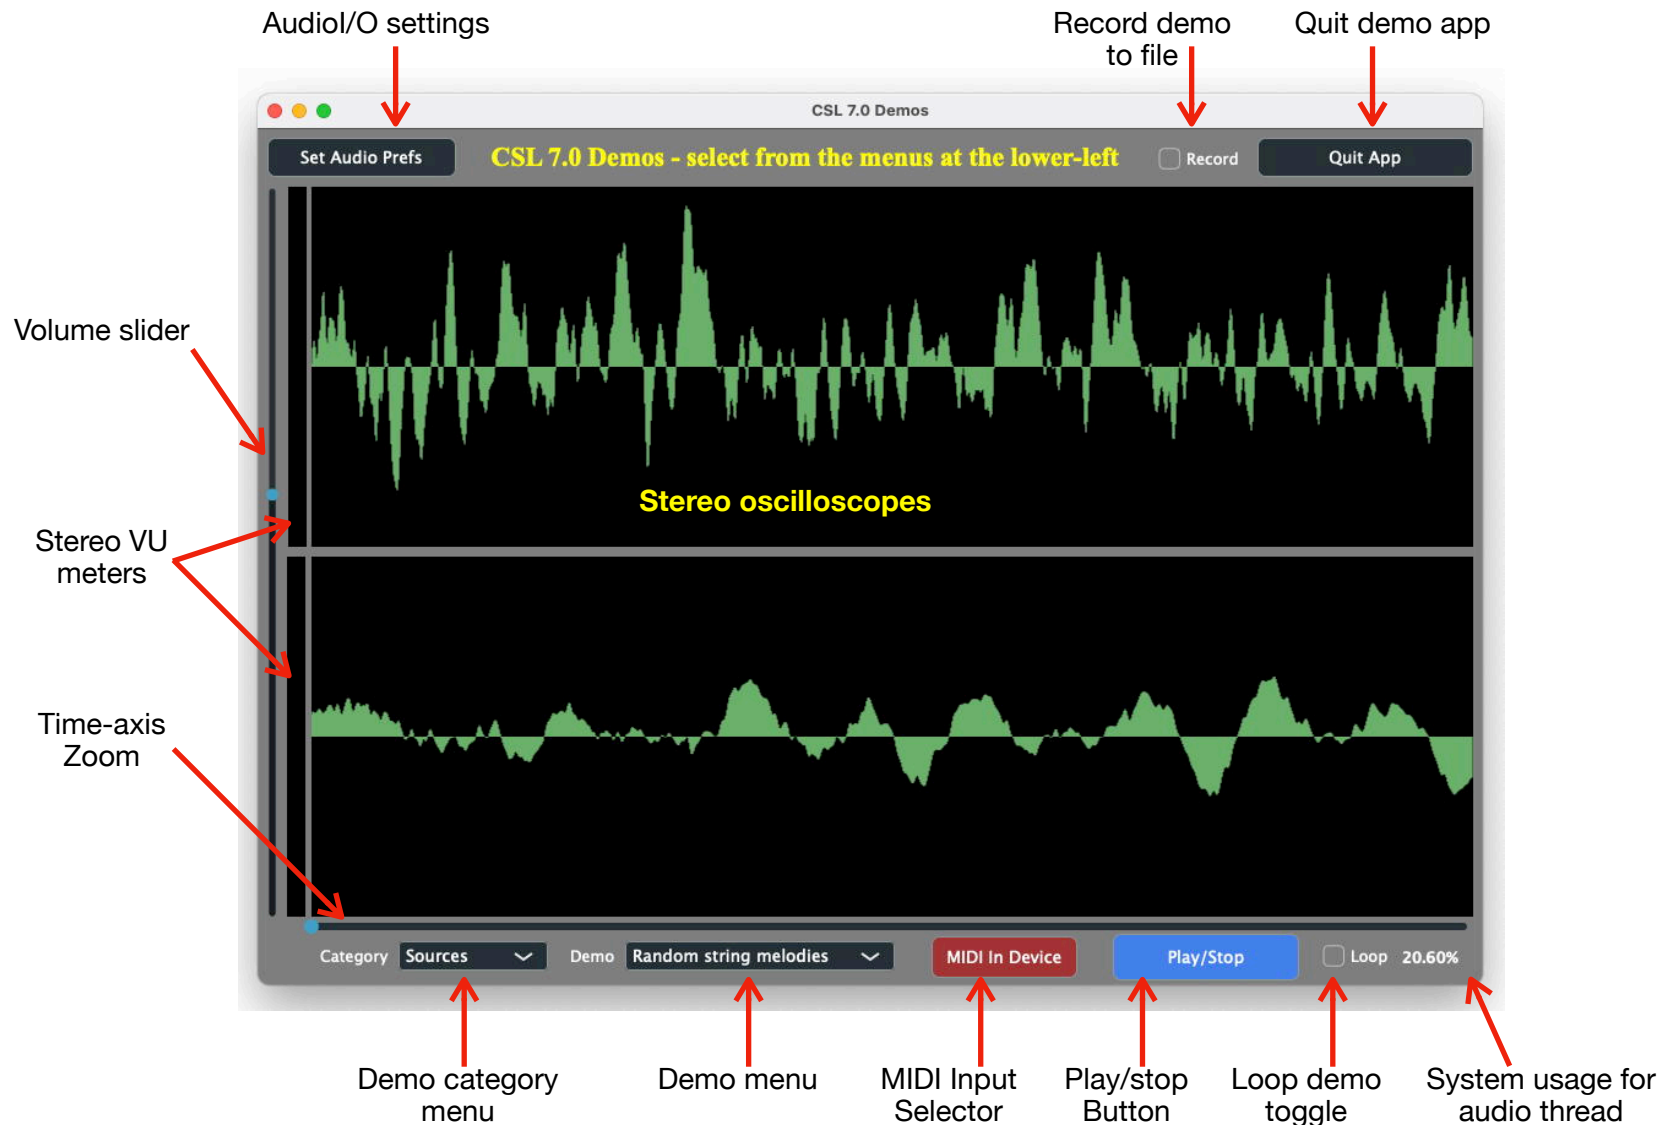 AudioI/O settings
Record demo
to file
Quit demo app
CSL 7.0 Demos
Set Audio Prefs
CSL 7.0 Demos - select from the menus at the lower-left
Record
Quit App
Volume slider
Stereo oscilloscopes
Stereo VU
meters
Time-axis
Zoom
Category
Sources
Demo
Random string melodies
MIDI In Device
Play/Stop
Loop
20.60%
Demo category
menu
Demo menu
MIDI Input
Selector
Play/stop
Button
Loop demo
toggle
System usage for
audio thread